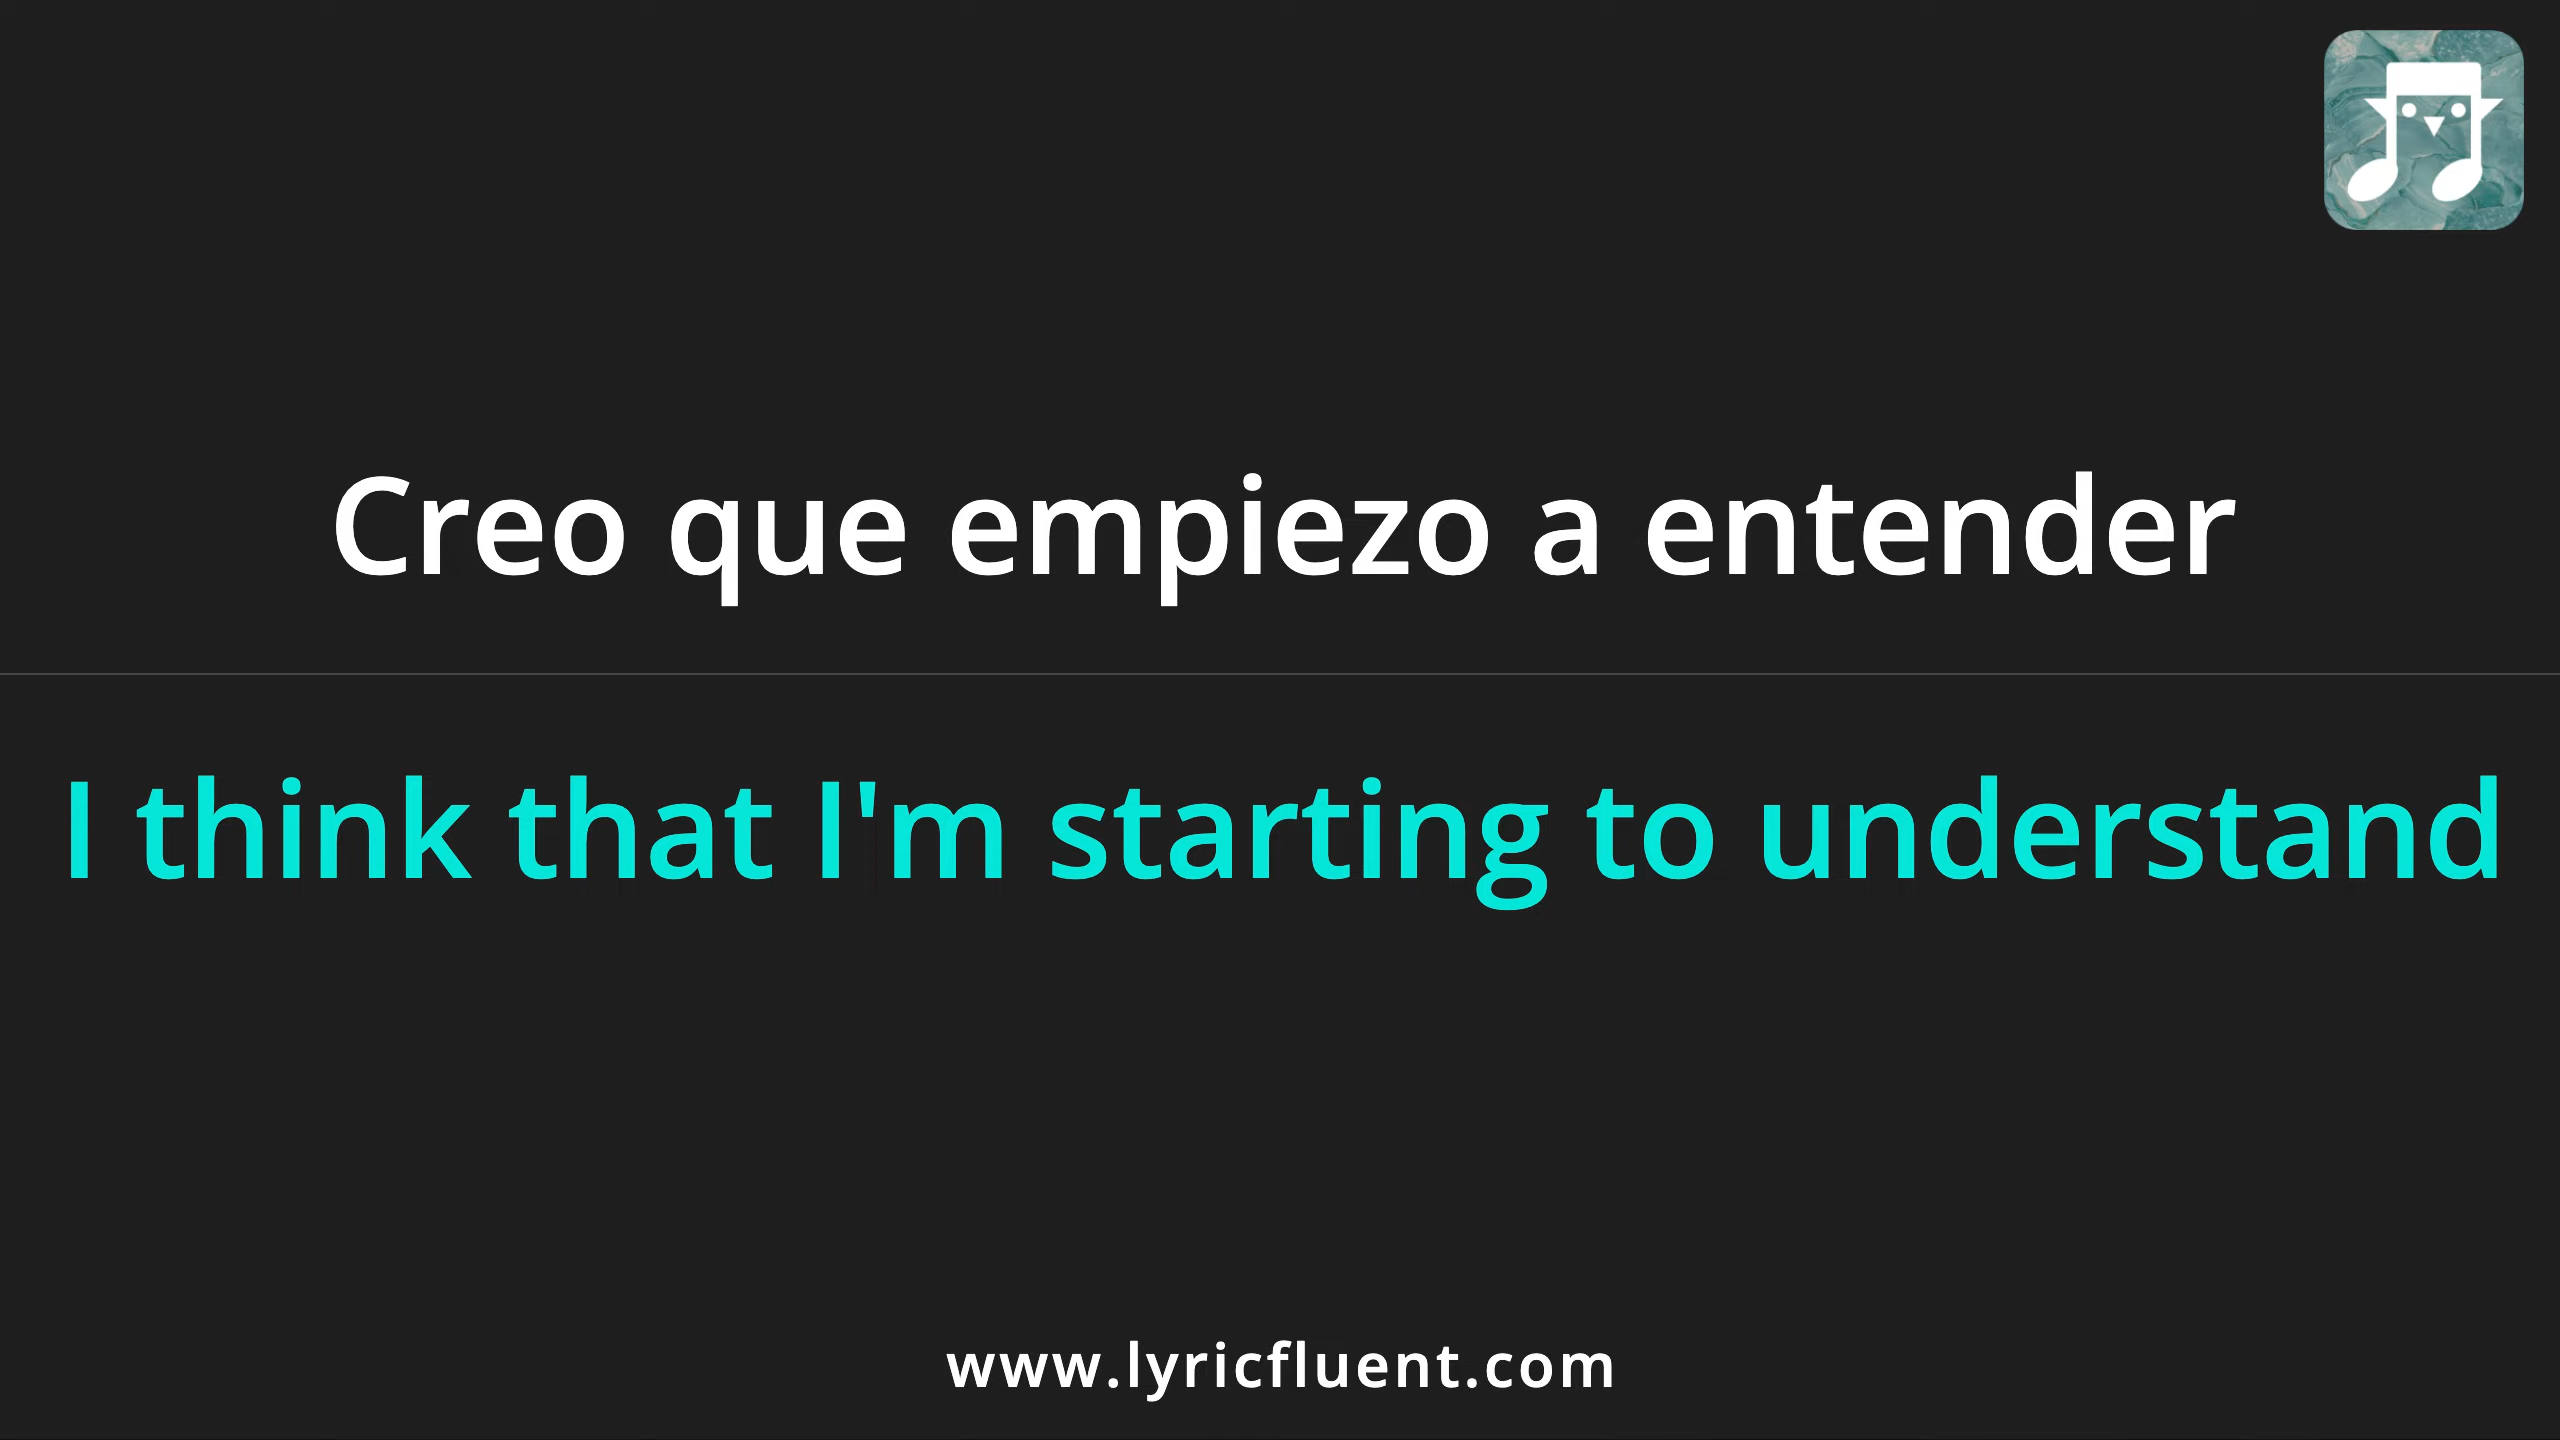 Creo que empiezo a entender
I think that I'm starting to understand
www.lyricfluent.com